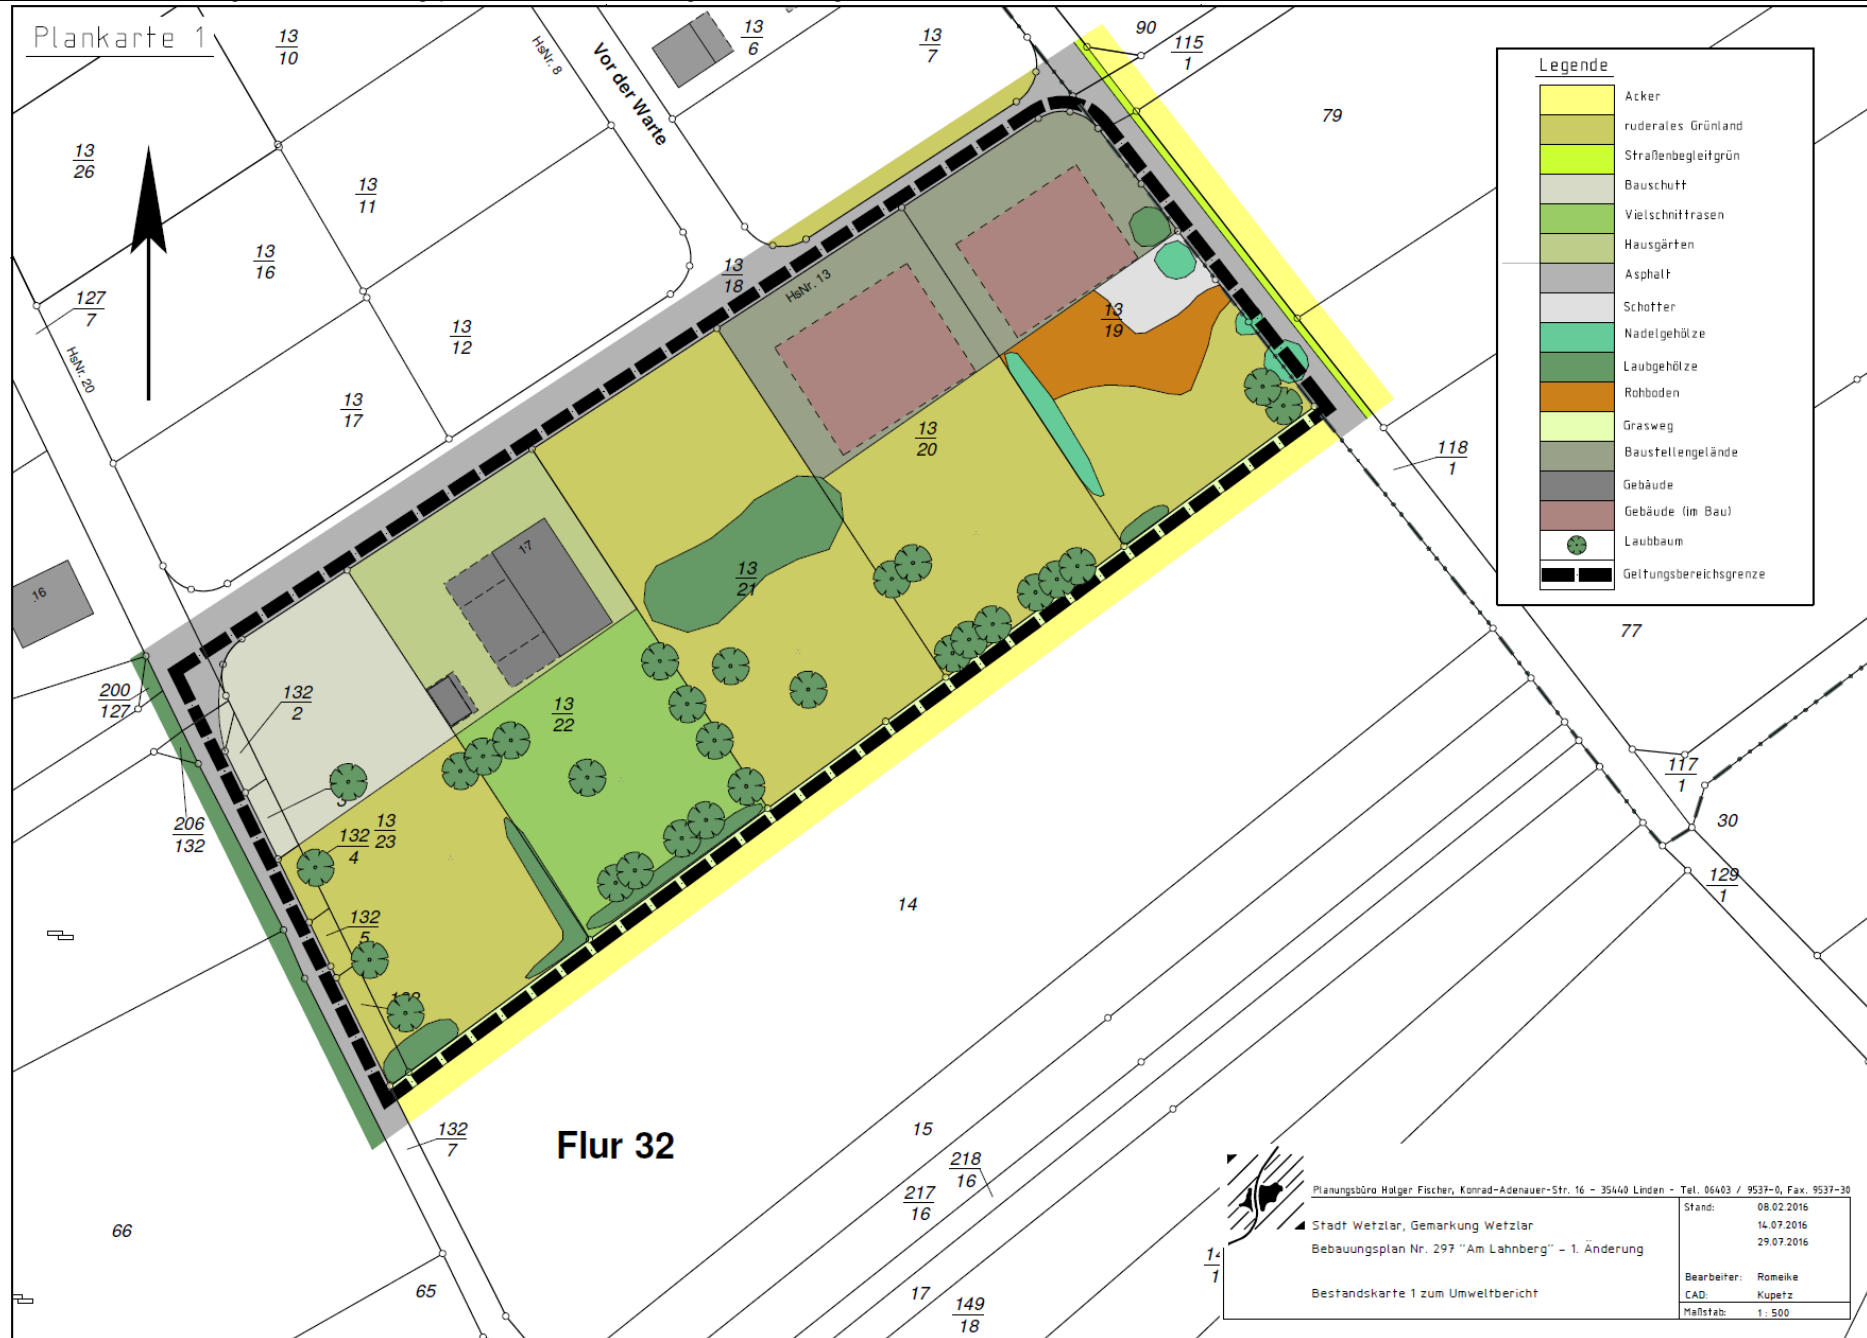 Plankarte 1
13
10
13
6
13
7
90
115
1
79
HsNr. 8
Vor der Warte
13
26
13
11
13
16
13
18
HsNr. 13
127
7
13
12
HsNr. 20
13
17
13
19
13
20
118
1
17
13
21
16
77
200
127
132
2
13
22
117
1
30
206
132
132
4
13
23
129
1
132
5
14
132
7
Flur 32
15
218
16
217
16
66
65
17
149
18
Legende
Acker
ruderales Grünland
Straßenbegleitgrün
Bauschutt
Vielschnittrasen
Hausgärten
Asphalt
Schotter
Nadelgehölze
Laubgehölze
Rohboden
Grasweg
Baustellengelände
Gebäude
Gebäude (im Bau)
Laubbaum
Geltungsbereichsgrenze
Planungsbüro Holger Fischer, Konrad-Adenauer-Str. 16 - 35440 Linden - Tel. 06403 / 9537-0, Fax. 9537-30
Stadt Wetzlar, Gemarkung Wetzlar
Bebauungsplan Nr. 297 "Am Lahnberg" - 1. Änderung
Bestandskarte 1 zum Umweltbericht
Stand: 08.02.2016
14.07.2016
29.07.2016
Bearbeiter: Romeike
CAD: Kupetz
Maßstab: 1 : 500